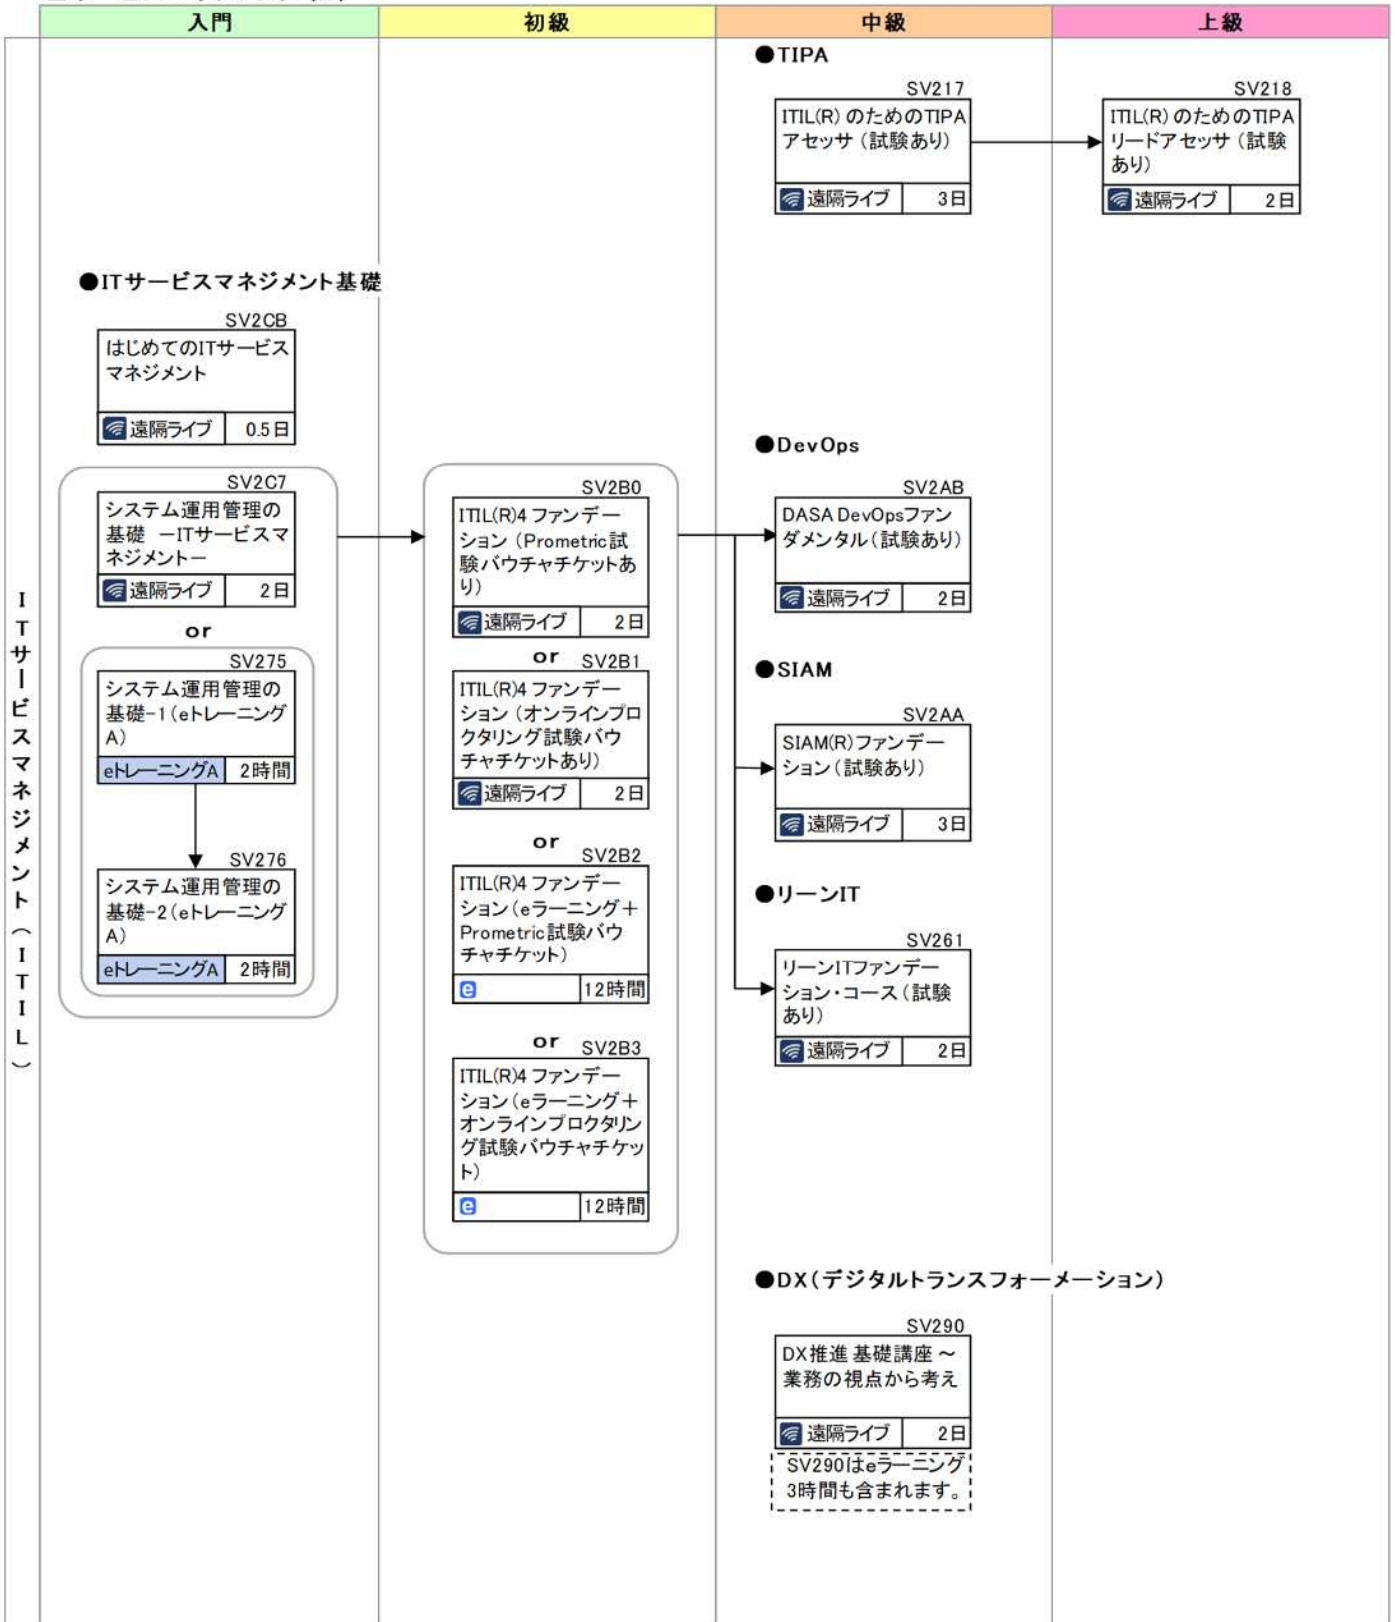 入門
初級
中級
上級
ITサービスマネジメント(ITIL)
●TIPA
SV217
ITIL(R) のためのTIPA
アセッサ (試験あり)
遠隔ライブ 3日
SV218
ITIL(R) のためのTIPA
リードアセッサ (試験
あり)
遠隔ライブ 2日
●ITサービスマネジメント基礎
SV2CB
はじめてのITサービス
マネジメント
遠隔ライブ 0.5日
SV2C7
システム運用管理の
基礎 -ITサービスマ
ネジメント-
遠隔ライブ 2日
or
SV275
システム運用管理の
基礎-1(eトレーニング
A)
eトレーニングA 2時間
SV276
システム運用管理の
基礎-2(eトレーニング
A)
eトレーニングA 2時間
SV2B0
ITIL(R)4 ファンデー
ション (Prometric試
験バウチャチケットあ
り)
遠隔ライブ 2日
or
SV2B1
ITIL(R)4 ファンデー
ション (オンラインプロ
クタリング試験バウ
チャチケットあり)
遠隔ライブ 2日
or
SV2B2
ITIL(R)4 ファンデー
ション(eラーニング+
Prometric試験バウ
チャチケット)
e 12時間
or
SV2B3
ITIL(R)4 ファンデー
ション(eラーニング+
オンラインプロクタリン
グ試験バウチャチケッ
ト)
e 12時間
●DevOps
SV2AB
DASA DevOpsファン
ダメンタル(試験あり)
遠隔ライブ 2日
●SIAM
SV2AA
SIAM(R)ファンデー
ション(試験あり)
遠隔ライブ 3日
●リーンIT
SV261
リーンITファンデー
ション・コース(試験
あり)
遠隔ライブ 2日
●DX(デジタルトランスフォーメーション)
SV290
DX推進 基礎講座 ~
業務の視点から考え
遠隔ライブ 2日
SV290はeラーニング
3時間も含まれます。